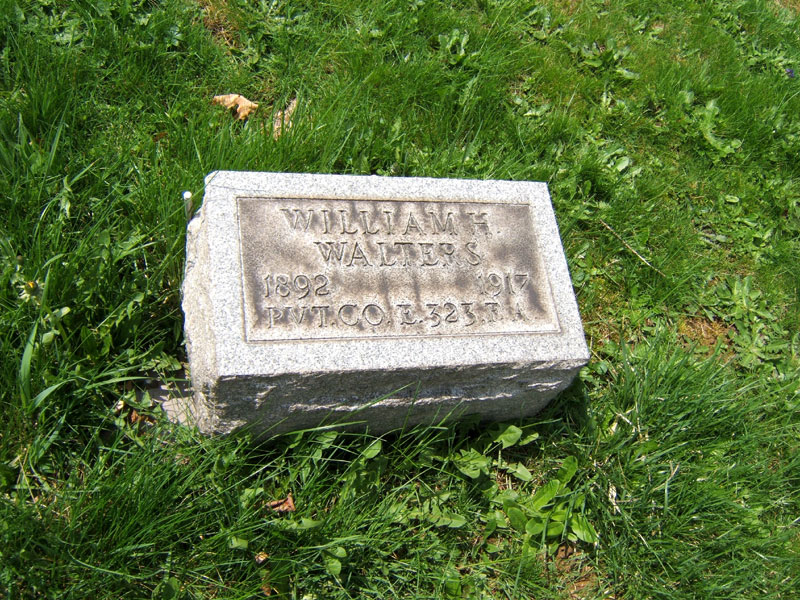 WILLIAM H.
WALTERS
1892 1917
PVT. CO. E. 323. F. A